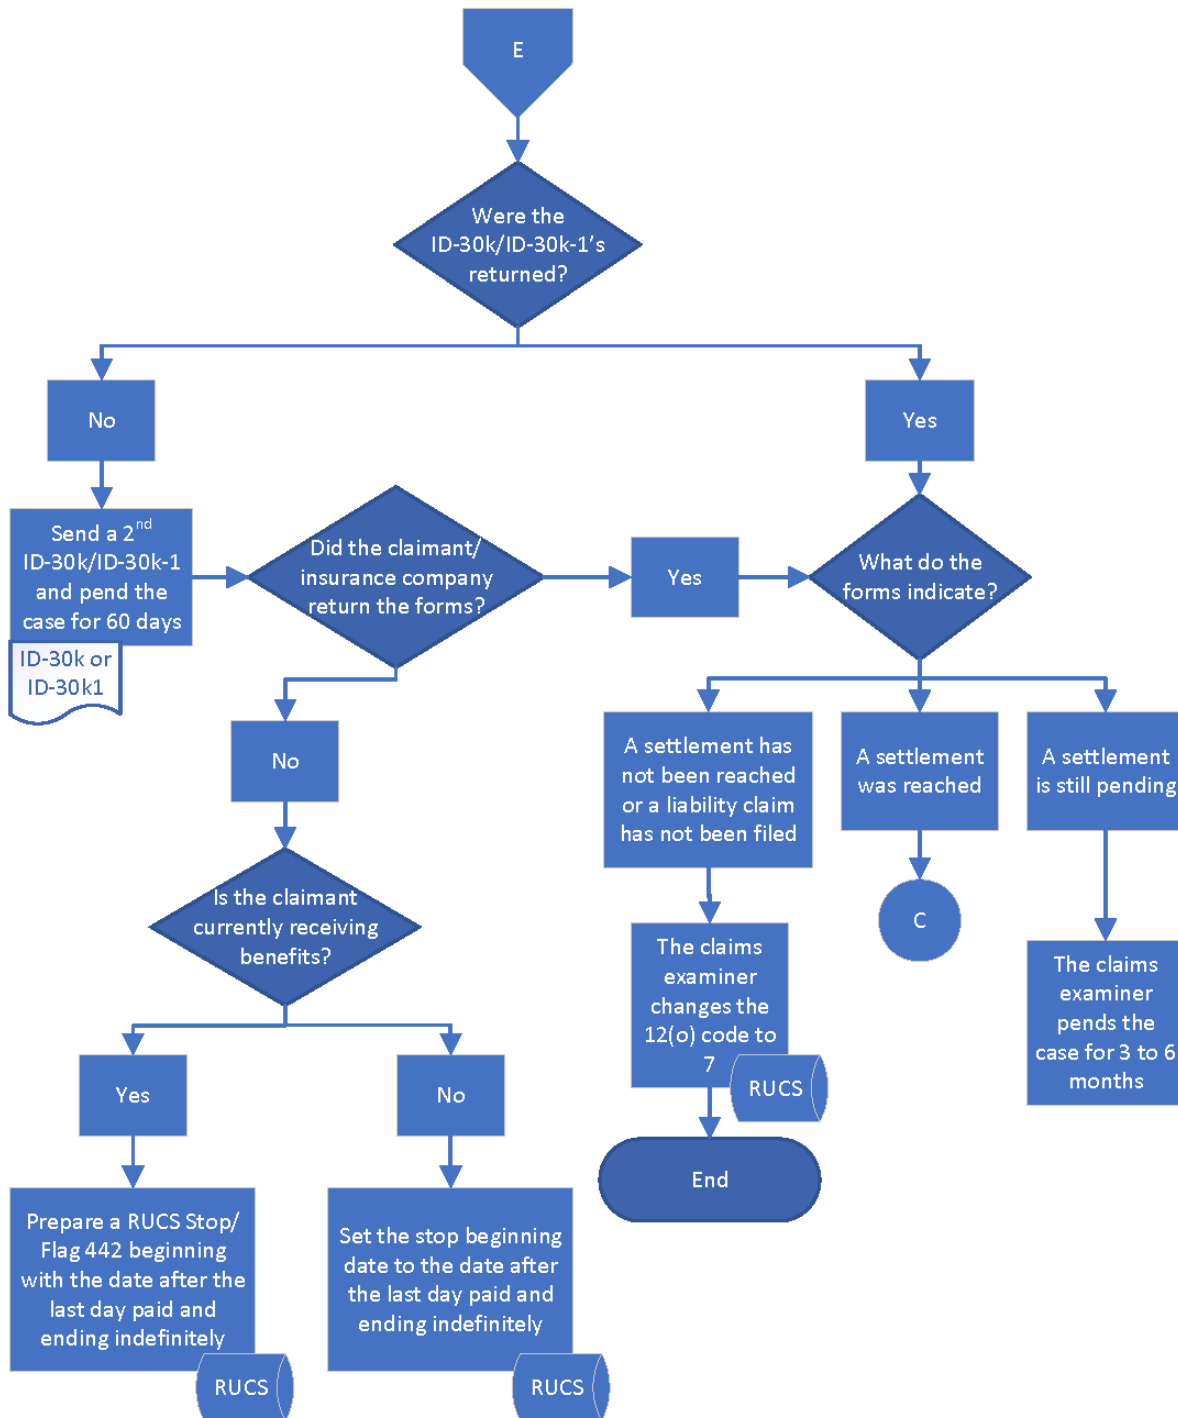 E
Were the
ID-30k/ID-30k-1's
returned?
No
Yes
Send a 2nd
ID-30k/ID-30k-1
and pend the
case for 60 days
ID-30k or
ID-30k1
Did the claimant/
insurance company
return the forms?
Yes
What do the
forms indicate?
No
A settlement has
not been reached
or a liability claim
has not been filed
A settlement
was reached
A settlement
is still pending
Is the claimant
currently receiving
benefits?
C
The claims
examiner
changes the
12(o) code to
7
RUCS
The claims
examiner
pends the
case for 3 to 6
months
Yes
No
End
Prepare a RUCS Stop/
Flag 442 beginning
with the date after the
last day paid and
ending indefinitely
RUCS
Set the stop beginning
date to the date after
the last day paid and
ending indefinitely
RUCS